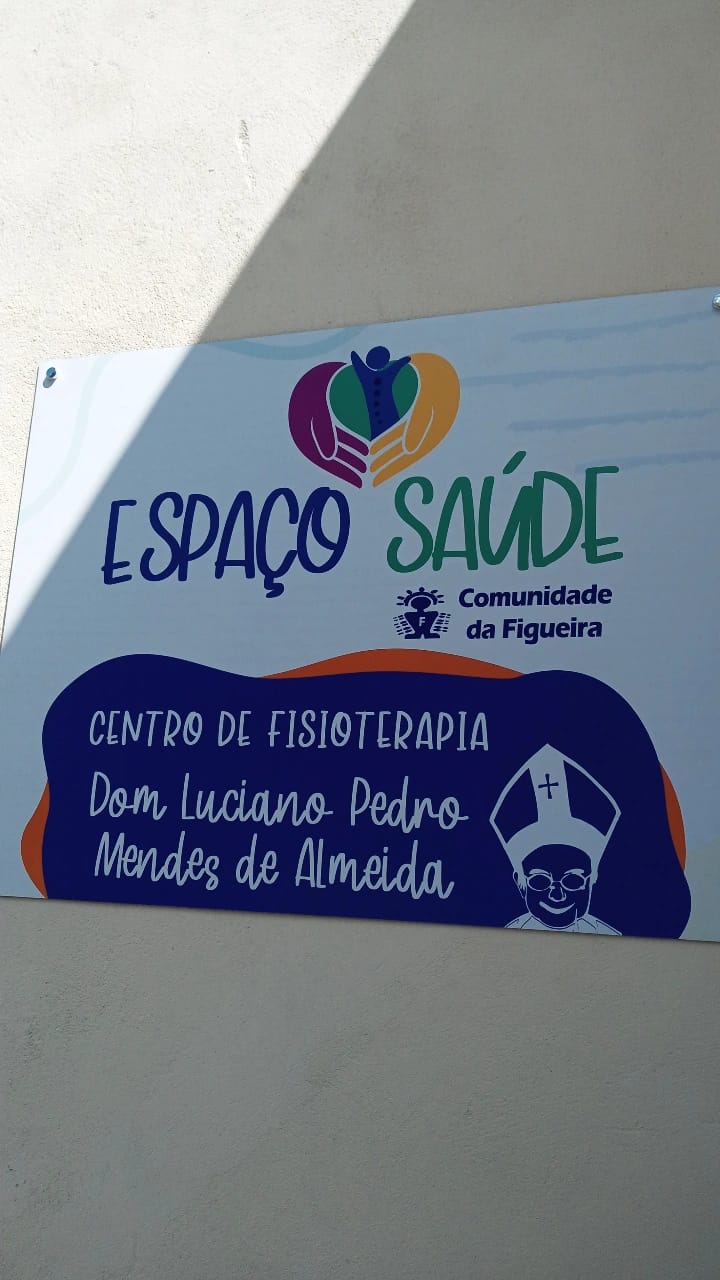 ESPAÇO SAÚDE
Comunidade
da Figueira
CENTRO DE FISIOTERAPIA
Dom Luciano Pedro
Mendes de Almeida